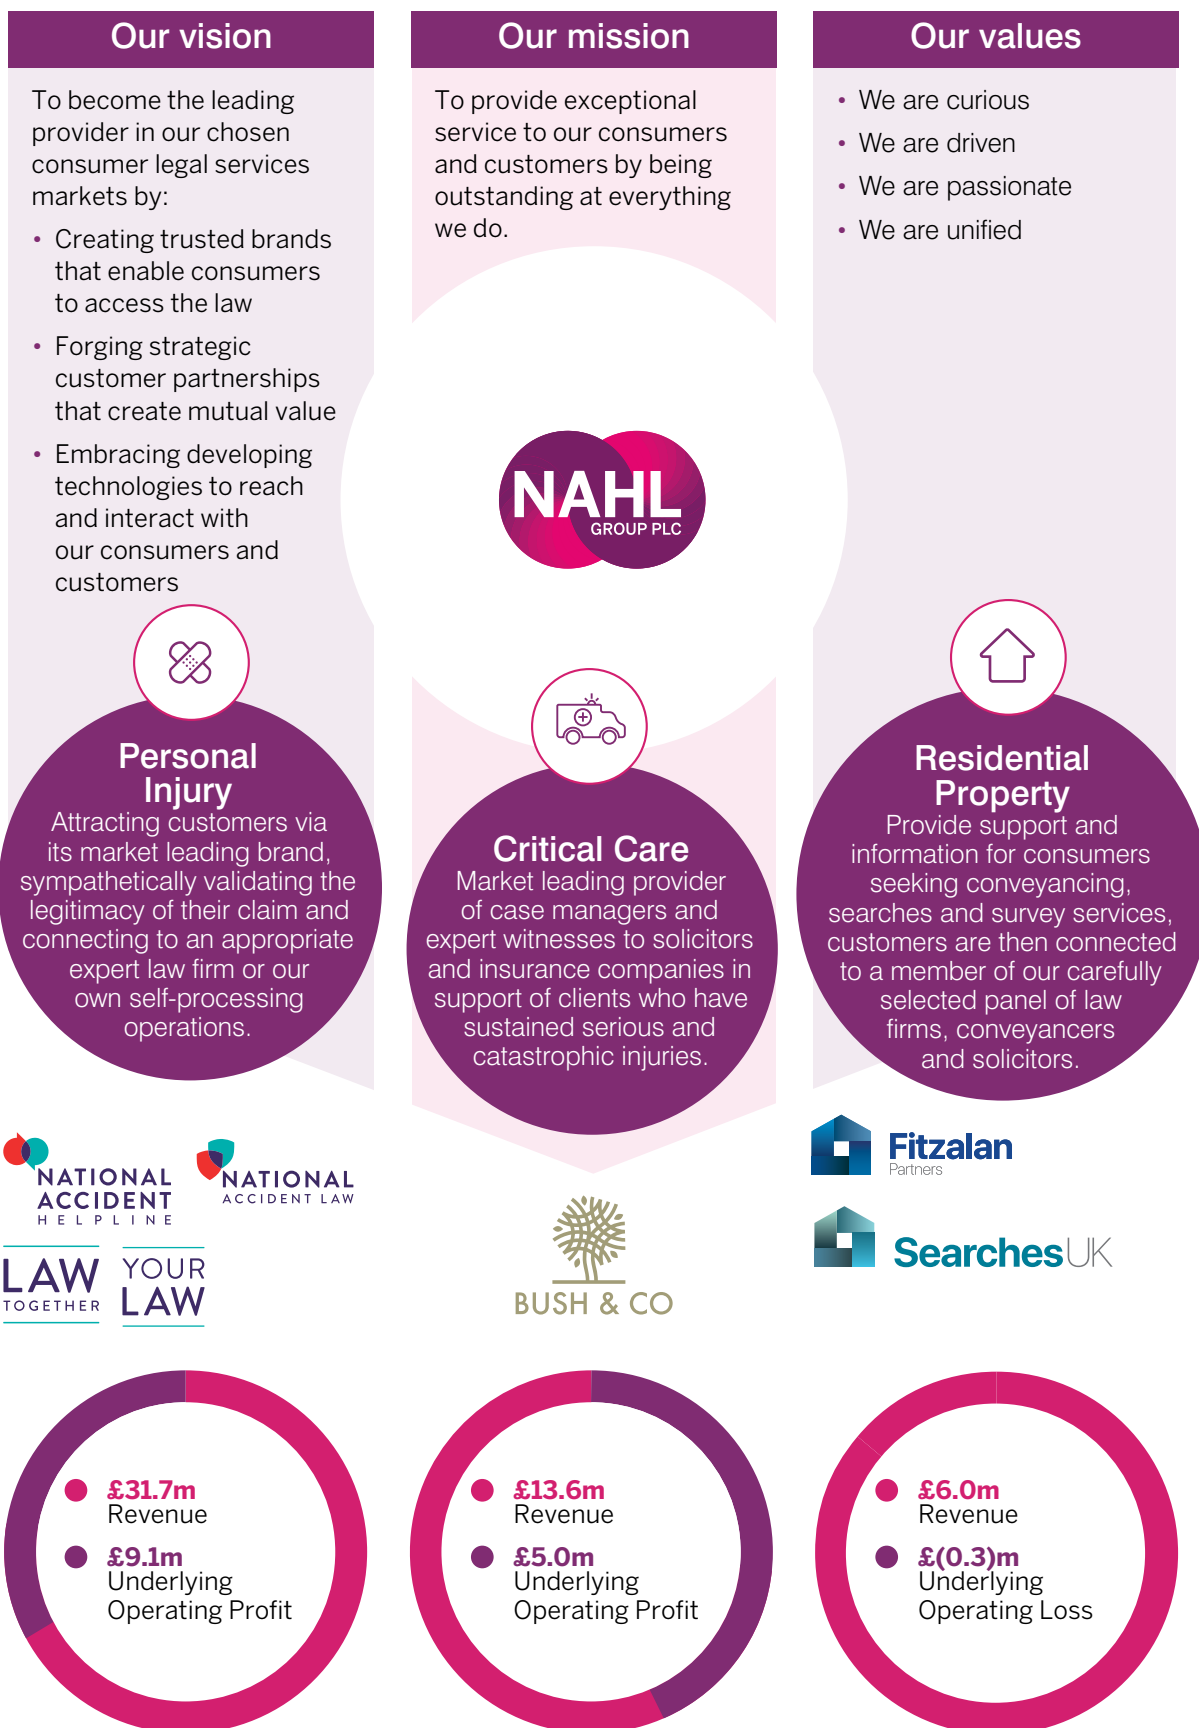 Our vision
To become the leading
provider in our chosen
consumer legal services
markets by:
• Creating trusted brands
that enable consumers
to access the law
• Forging strategic
customer partnerships
that create mutual value
• Embracing developing
technologies to reach
and interact with
our consumers and
customers
Our mission
To provide exceptional
service to our consumers
and customers by being
outstanding at everything
we do.
Our values
• We are curious
• We are driven
• We are passionate
• We are unified
NAHL
GROUP PLC
Personal
Injury
Attracting customers via
its market leading brand,
sympathetically validating the
legitimacy of their claim and
connecting to an appropriate
expert law firm or our
own self-processing
operations.
Critical Care
Market leading provider
of case managers and
expert witnesses to solicitors
and insurance companies in
support of clients who have
sustained serious and
catastrophic injuries.
Residential
Property
Provide support and
information for consumers
seeking conveyancing,
searches and survey services,
customers are then connected
to a member of our carefully
selected panel of law
firms, conveyancers
and solicitors.
NATIONAL
ACCIDENT
HELPLINE
NATIONAL
ACCIDENT LAW
LAW
TOGETHER
YOUR
LAW
BUSH & CO
Fitzalan
Partners
SearchesUK
£31.7m
Revenue
£9.1m
Underlying
Operating Profit
£13.6m
Revenue
£5.0m
Underlying
Operating Profit
£6.0m
Revenue
£(0.3)m
Underlying
Operating Loss